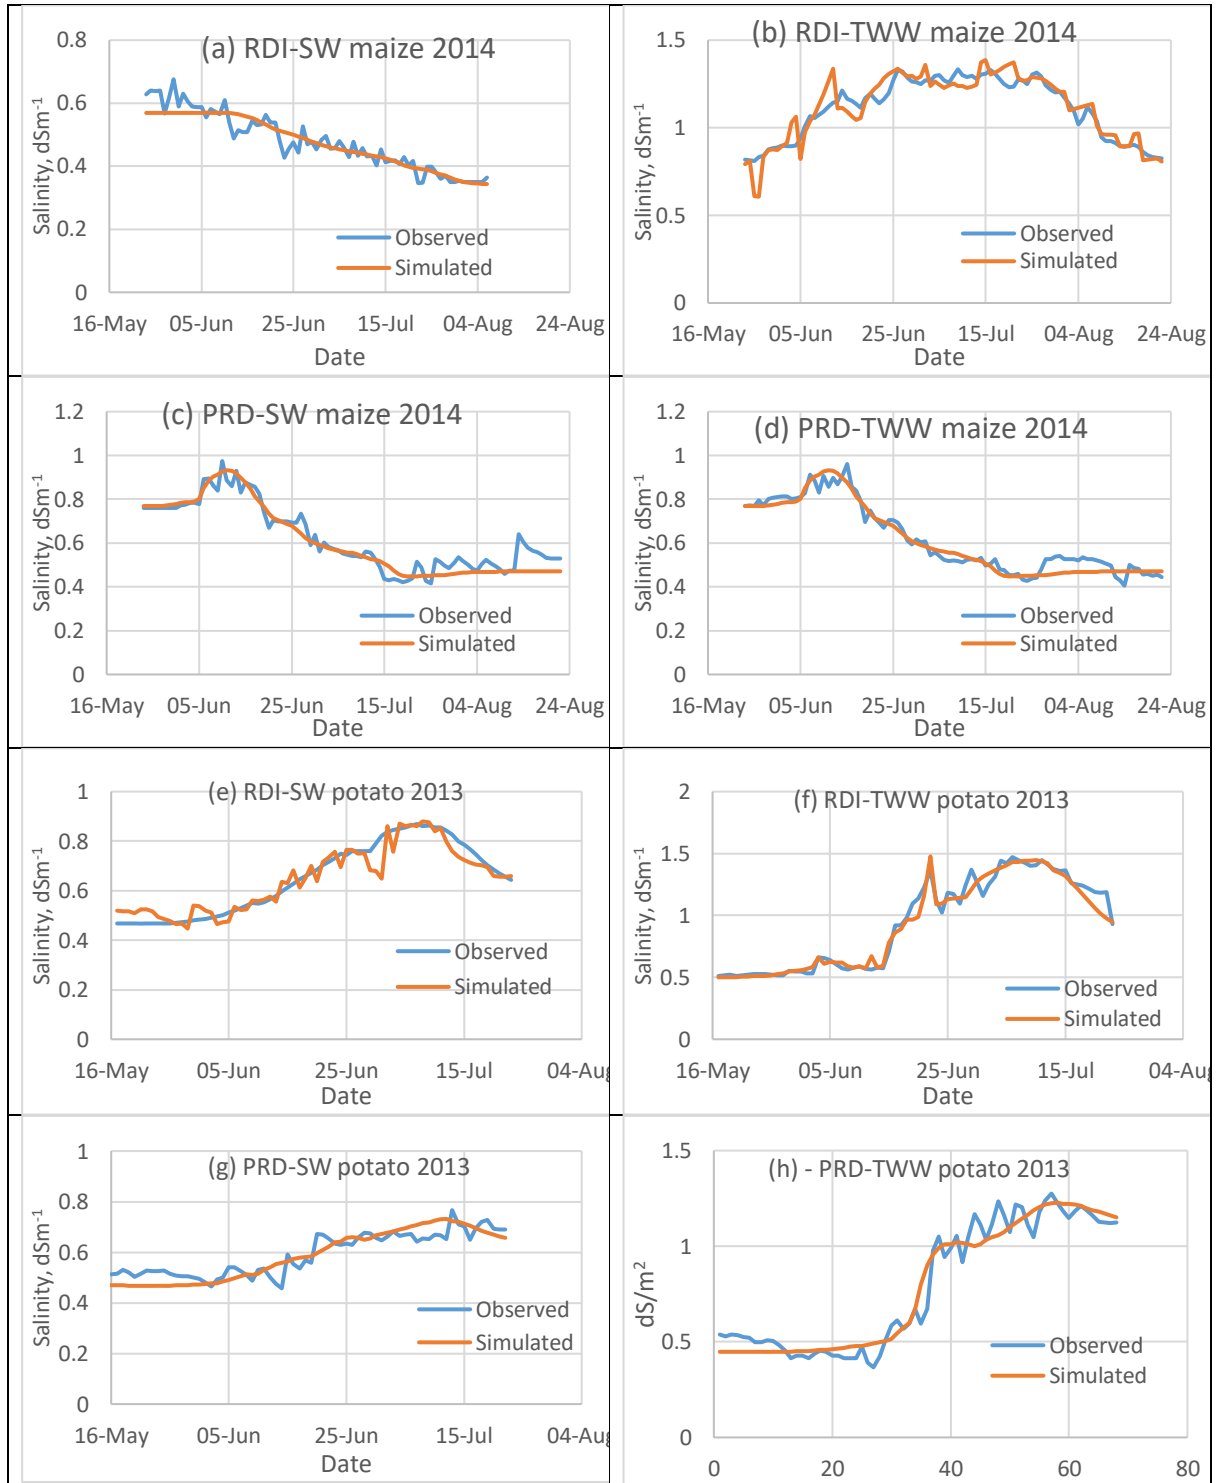 (a) RDI-SW maize 2014
0.8
0.6
0.4
0.2
0
Salinity, dSm⁻¹
Observed
Simulated
16-May 05-Jun 25-Jun 15-Jul 04-Aug 24-Aug
Date
(b) RDI-TWW maize 2014
1.5
1
0.5
0
Salinity, dSm⁻¹
Observed
Simulated
16-May 05-Jun 25-Jun 15-Jul 04-Aug 24-Aug
Date
(c) PRD-SW maize 2014
1.2
1
0.8
0.6
0.4
0.2
0
Salinity, dSm⁻¹
Observed
Simulated
16-May 05-Jun 25-Jun 15-Jul 04-Aug 24-Aug
Date
(d) PRD-TWW maize 2014
1.2
1
0.8
0.6
0.4
0.2
0
Salinity, dSm⁻¹
Observed
Simulated
16-May 05-Jun 25-Jun 15-Jul 04-Aug 24-Aug
Date
(e) RDI-SW potato 2013
1
0.8
0.6
0.4
0.2
0
Salinity, dSm⁻¹
Observed
Simulated
16-May 05-Jun 25-Jun 15-Jul 04-Aug
Date
(f) RDI-TWW potato 2013
2
1.5
1
0.5
0
Salinity, dSm⁻¹
Observed
Simulated
16-May 05-Jun 25-Jun 15-Jul 04-Aug
Date
(g) PRD-SW potato 2013
1
0.8
0.6
0.4
0.2
0
Salinity, dSm⁻¹
Observed
Simulated
16-May 05-Jun 25-Jun 15-Jul 04-Aug
Date
(h) - PRD-TWW potato 2013
1.5
1
0.5
0
dS/m²
Observed
Simulated
0 20 40 60 80